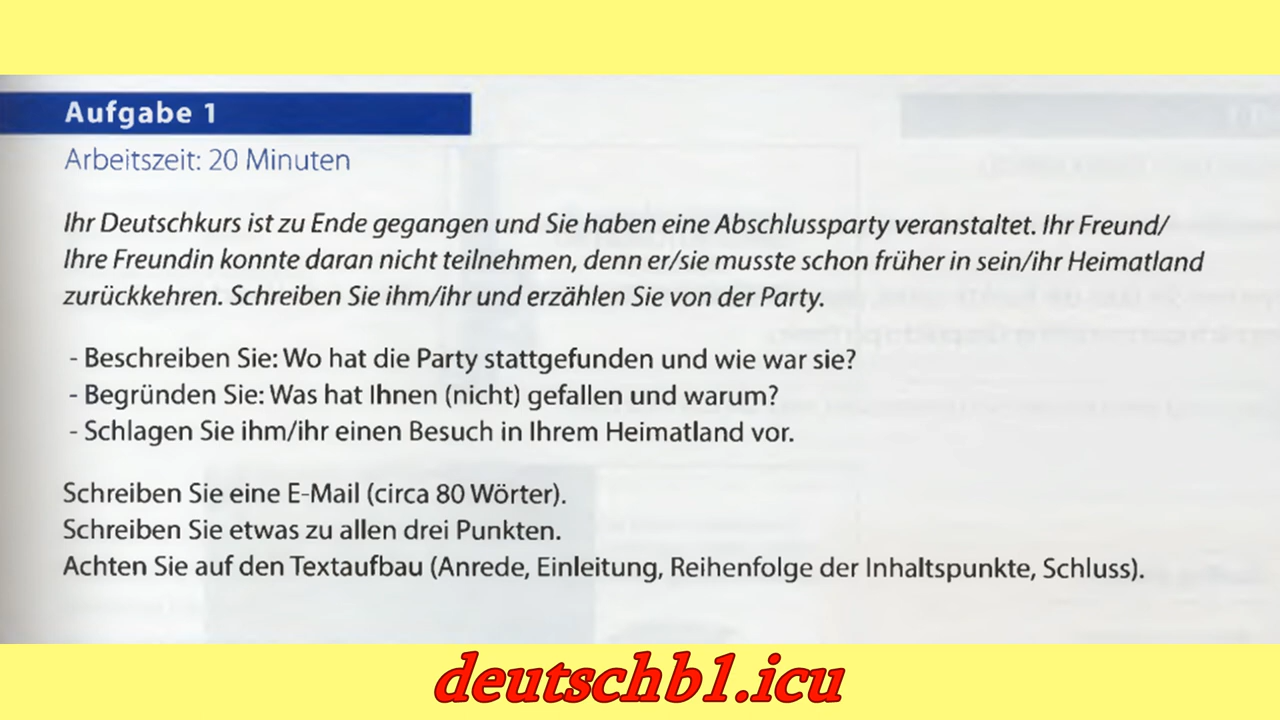 Aufgabe 1
Arbeitszeit: 20 Minuten
Ihr Deutschkurs ist zu Ende gegangen und Sie haben eine Abschlussparty veranstaltet. Ihr Freund/
Ihre Freundin konnte daran nicht teilnehmen, denn er/sie musste schon früher in sein/ihr Heimatland
zurückkehren. Schreiben Sie ihm/ihr und erzählen Sie von der Party.
- Beschreiben Sie: Wo hat die Party stattgefunden und wie war sie?
- Begründen Sie: Was hat Ihnen (nicht) gefallen und warum?
- Schlagen Sie ihm/ihr einen Besuch in Ihrem Heimatland vor.
Schreiben Sie eine E-Mail (circa 80 Wörter).
Schreiben Sie etwas zu allen drei Punkten.
Achten Sie auf den Textaufbau (Anrede, Einleitung, Reihenfolge der Inhaltspunkte, Schluss).
deutschb1.icu